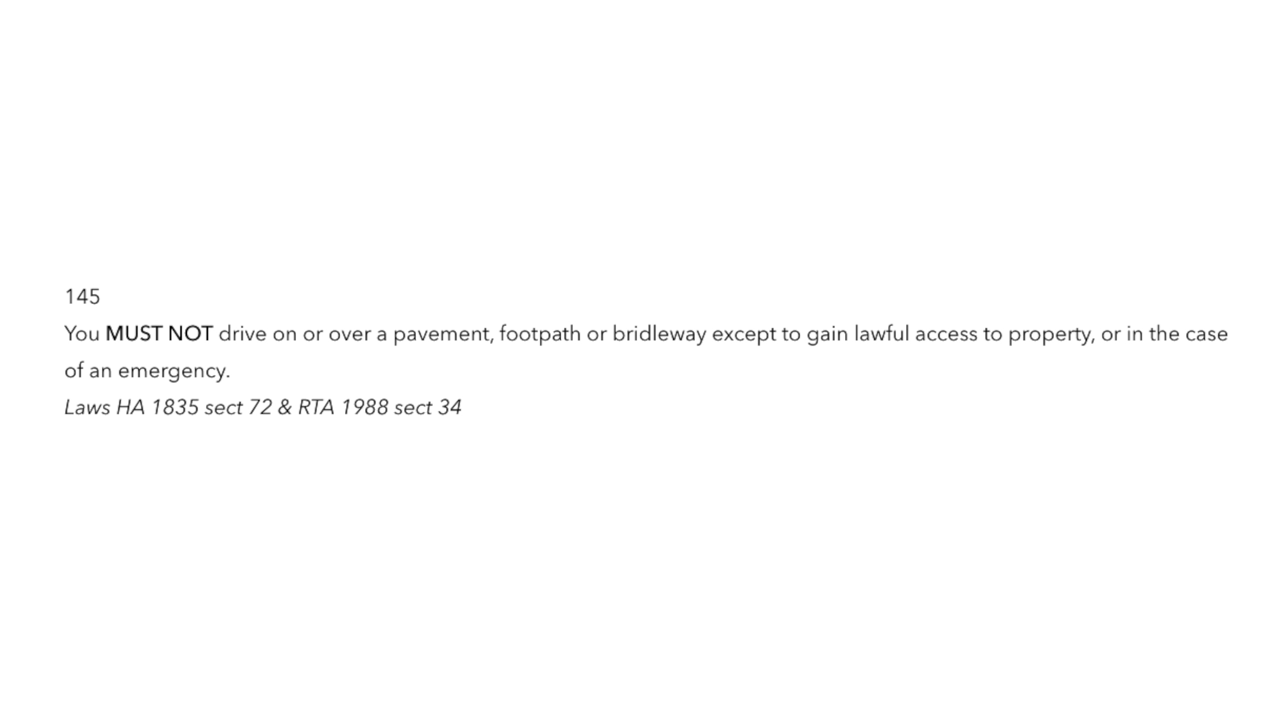 145
You MUST NOT drive on or over a pavement, footpath or bridleway except to gain lawful access to property, or in the case
of an emergency.
Laws HA 1835 sect 72 & RTA 1988 sect 34